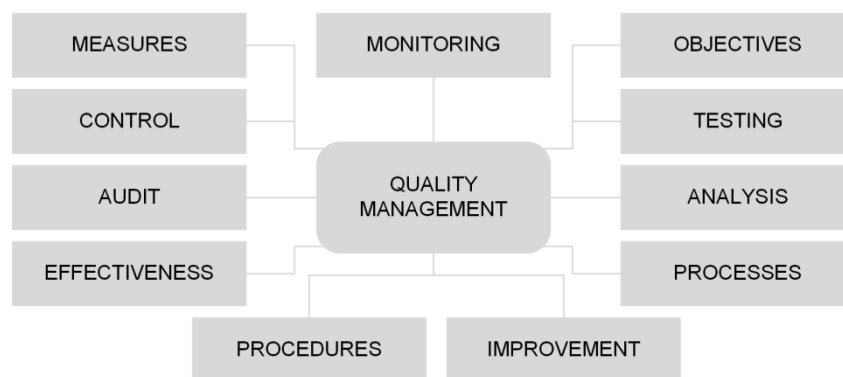 MEASURES
MONITORING
OBJECTIVES
CONTROL
TESTING
QUALITY
MANAGEMENT
AUDIT
ANALYSIS
EFFECTIVENESS
PROCESSES
PROCEDURES
IMPROVEMENT